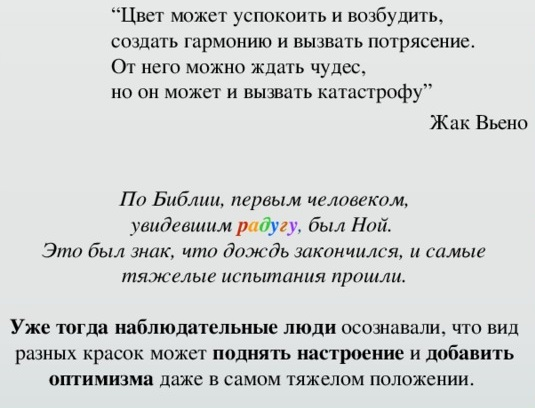 “Цвет может успокоить и возбудить,
создать гармонию и вызвать потрясение.
От него можно ждать чудес,
но он может и вызвать катастрофу”
Жак Вьено
По Библии, первым человеком,
увидевшим радугу, был Ной.
Это был знак, что дождь закончился, и самые
тяжелые испытания прошли.
Уже тогда наблюдательные люди осознавали, что вид
разных красок может поднять настроение и добавить
оптимизма даже в самом тяжелом положении.